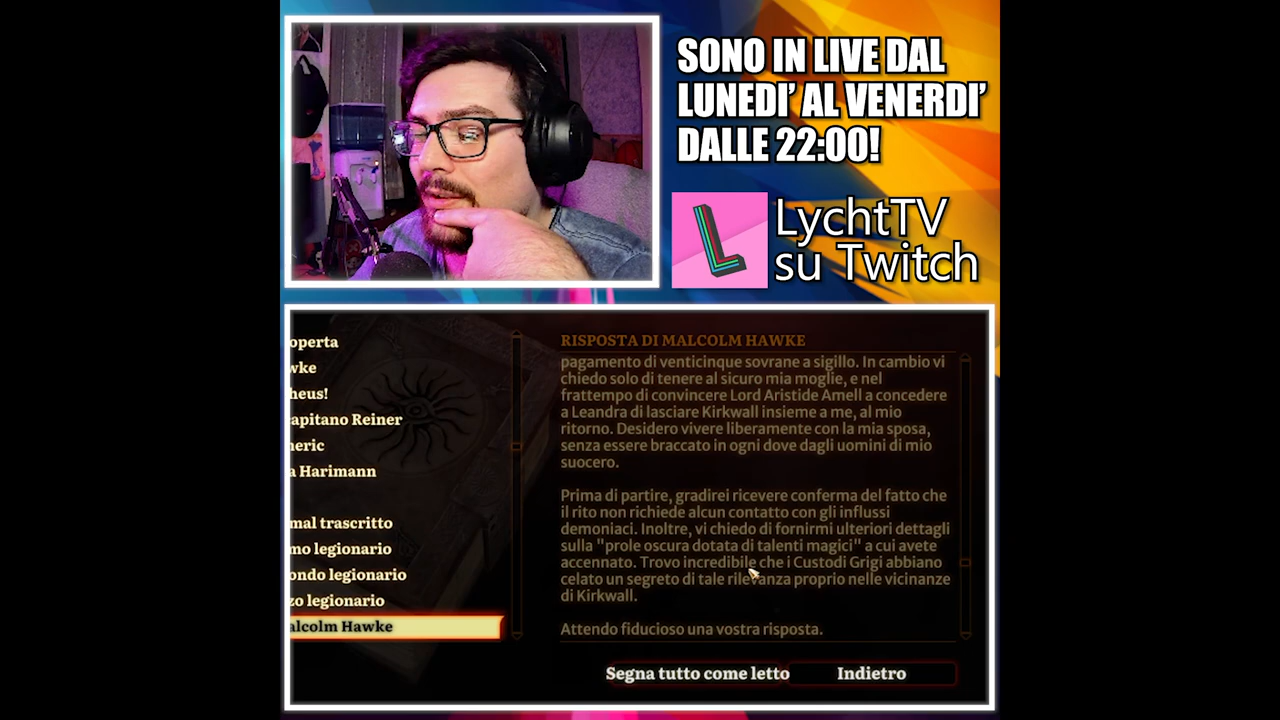 SONO IN LIVE DAL
LUNEDI' AL VENERDI'
DALLE 22:00!
LychtTV
su Twitch
operta
wke
heus!
apitano Reiner
neric
a Harimann
mal trascritto
mo legionario
ondo legionario
zo legionario
alcolm Hawke
RISPOSTA DI MALCOLM HAWKE
pagamento di venticinque sovrane a sigillo. In cambio vi
chiedo solo di tenere al sicuro mia moglie, e nel
frattempo di convincere Lord Aristide Amell a concedere
a Leandra di lasciare Kirkwall insieme a me, al mio
ritorno. Desidero vivere liberamente con la mia sposa,
senza essere braccato in ogni dove dagli uomini di mio
suocero.
Prima di partire, gradirei ricevere conferma del fatto che
il rito non richiede alcun contatto con gli influssi
demoniaci. Inoltre, vi chiedo di fornirmi ulteriori dettagli
sulla "prole oscura dotata di talenti magici" a cui avete
accennato. Trovo incredibile che i Custodi Grigi abbiano
celato un segreto di tale rilevanza proprio nelle vicinanze
di Kirkwall.
Attendo fiducioso una vostra risposta.
Segna tutto come letto
Indietro